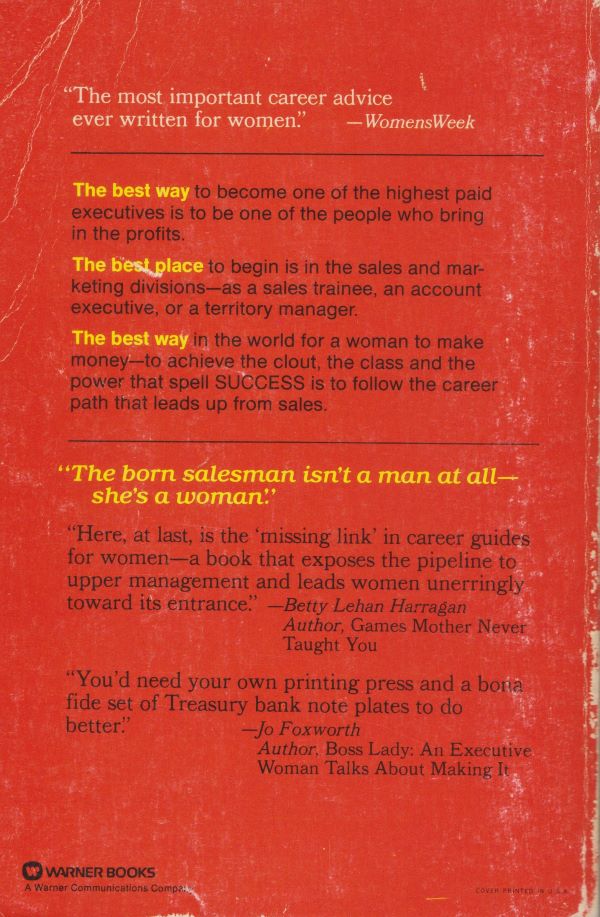 “The most important career advice
ever written for women.” —WomensWeek
The best way to become one of the highest paid
executives is to be one of the people who bring
in the profits.
The best place to begin is in the sales and mar-
keting divisions—as a sales trainee, an account
executive, or a territory manager.
The best way in the world for a woman to make
money—to achieve the clout, the class and the
power that spell SUCCESS is to follow the career
path that leads up from sales.
“The born salesman isn't a man at all—
she's a woman.”
“Here, at last, is the ‘missing link’ in career guides
for women—a book that exposes the pipeline to
upper management and leads women unerringly
toward its entrance.” —Betty Lehan Harragan
Author, Games Mother Never
Taught You
“You'd need your own printing press and a bona
fide set of Treasury bank note plates to do
better.” —Jo Foxworth
Author, Boss Lady: An Executive
Woman Talks About Making It
WARNER BOOKS
A Warner Communications Company
COVER PRINTED IN U.S.A.